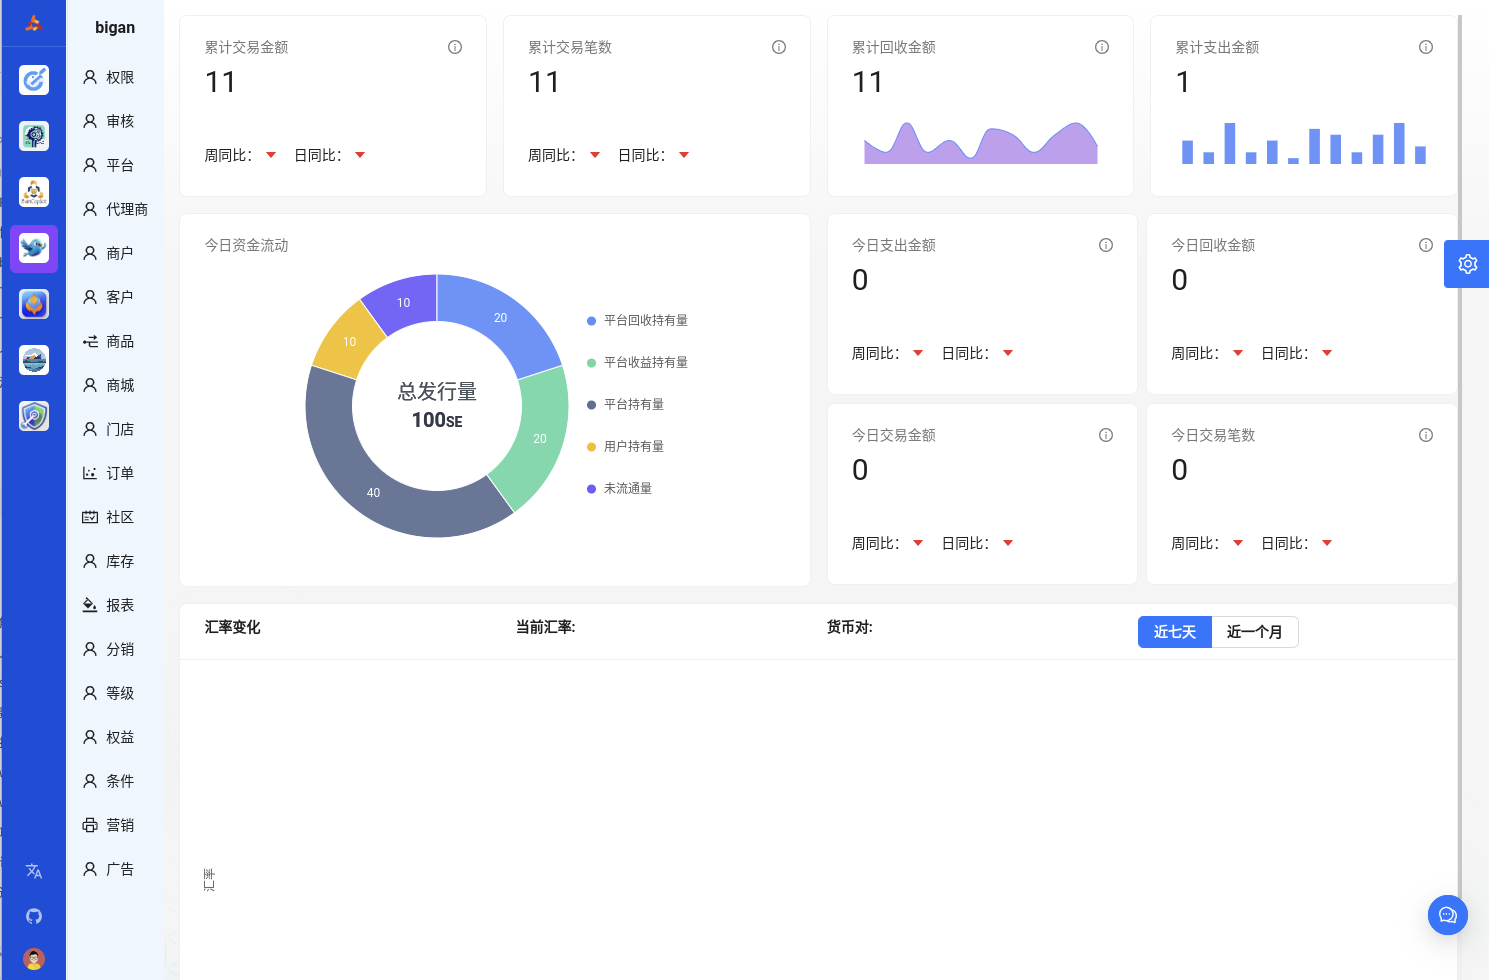 bigan
权限
审核
平台
代理商
商户
客户
商品
商城
门店
订单
社区
库存
报表
分销
等级
权益
条件
营销
广告
累计交易金额
11
周同比： 日同比：
累计交易笔数
11
周同比： 日同比：
累计回收金额
11
累计支出金额
1
今日资金流动
10
20
10
20
40
总发行量
100SE
平台回收持有量
平台收益持有量
平台持有量
用户持有量
未流通量
今日支出金额
0
周同比： 日同比：
今日回收金额
0
周同比： 日同比：
今日交易金额
0
周同比： 日同比：
今日交易笔数
0
周同比： 日同比：
汇率变化 当前汇率: 货币对: 近七天 近一个月
汇率